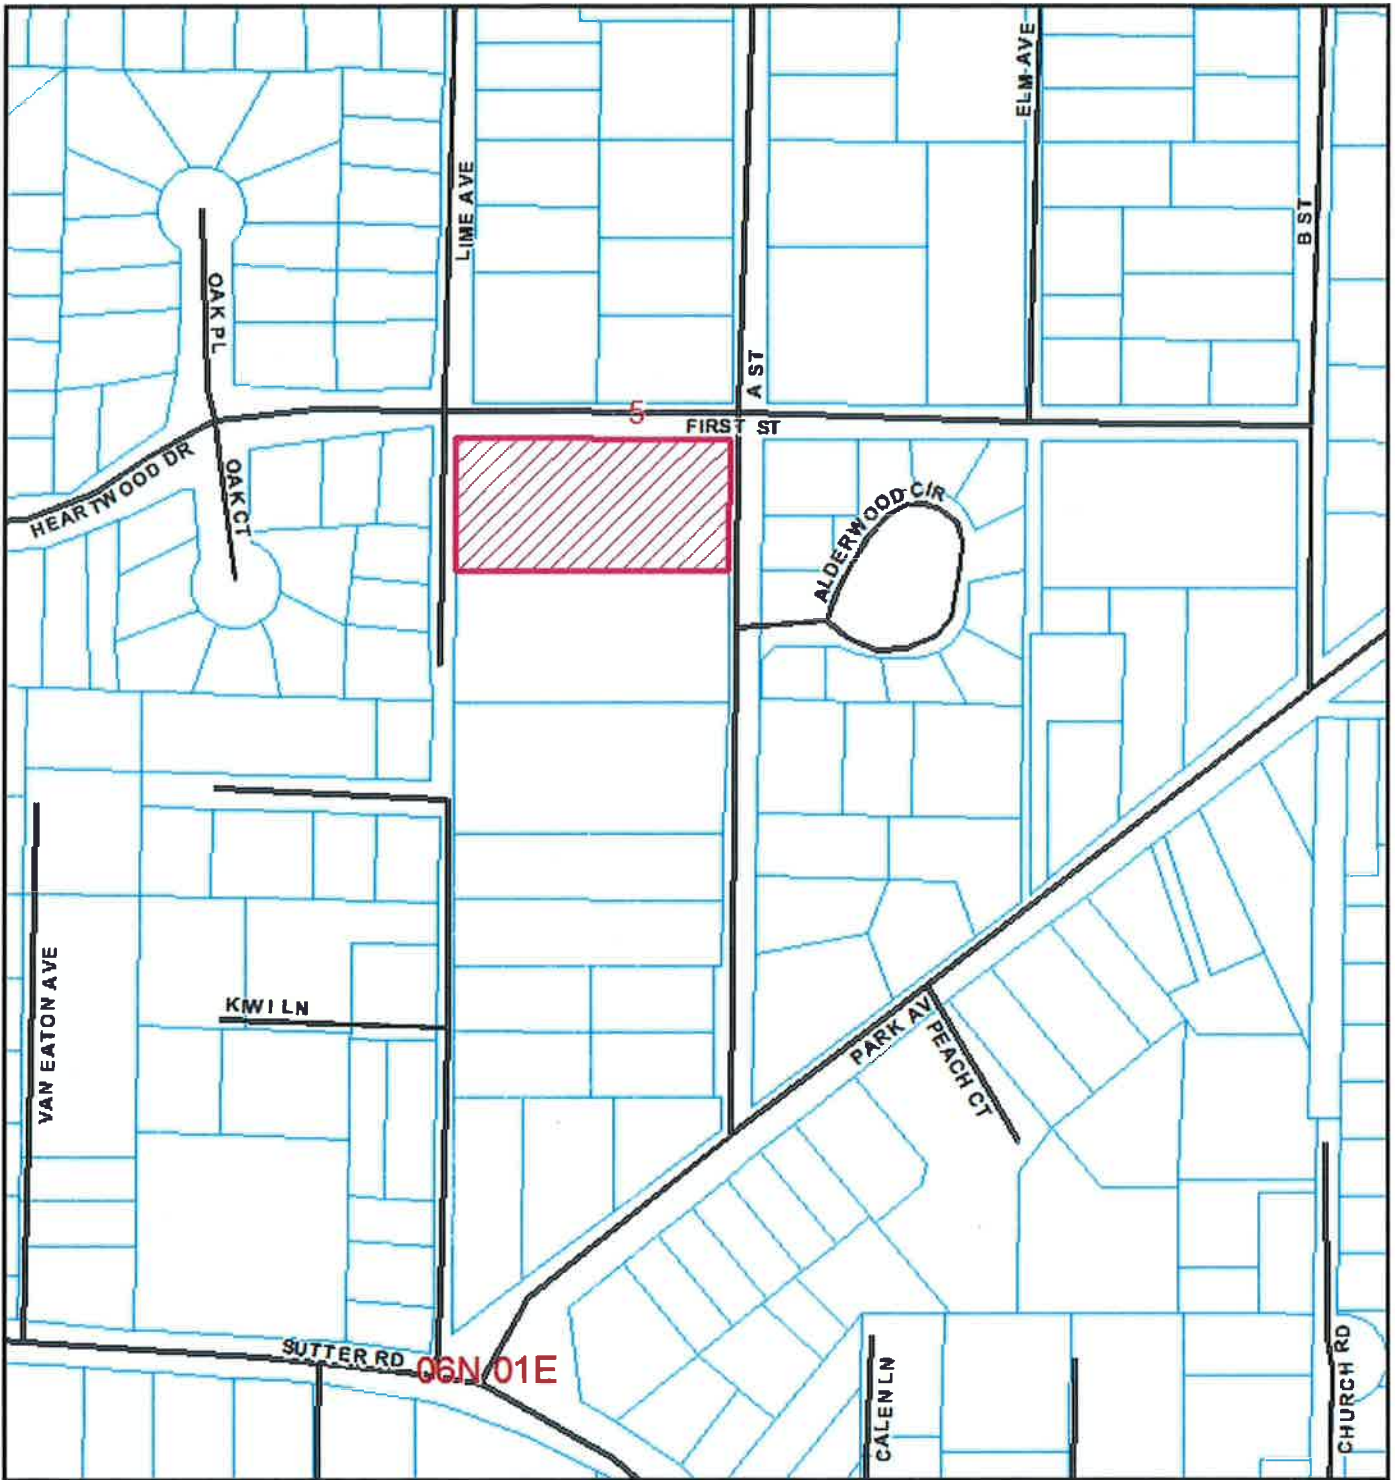 ELM AVE
LIME AVE
B ST
OAK PL
A ST
5
FIRST ST
HEARTWOOD DR
OAK CT
ALDERWOOD CIR
VAN EATON AVE
KIWI LN
PARK AV
PEACH CT
SUTTER RD
06N 01E
CALEN LN
CHURCH RD